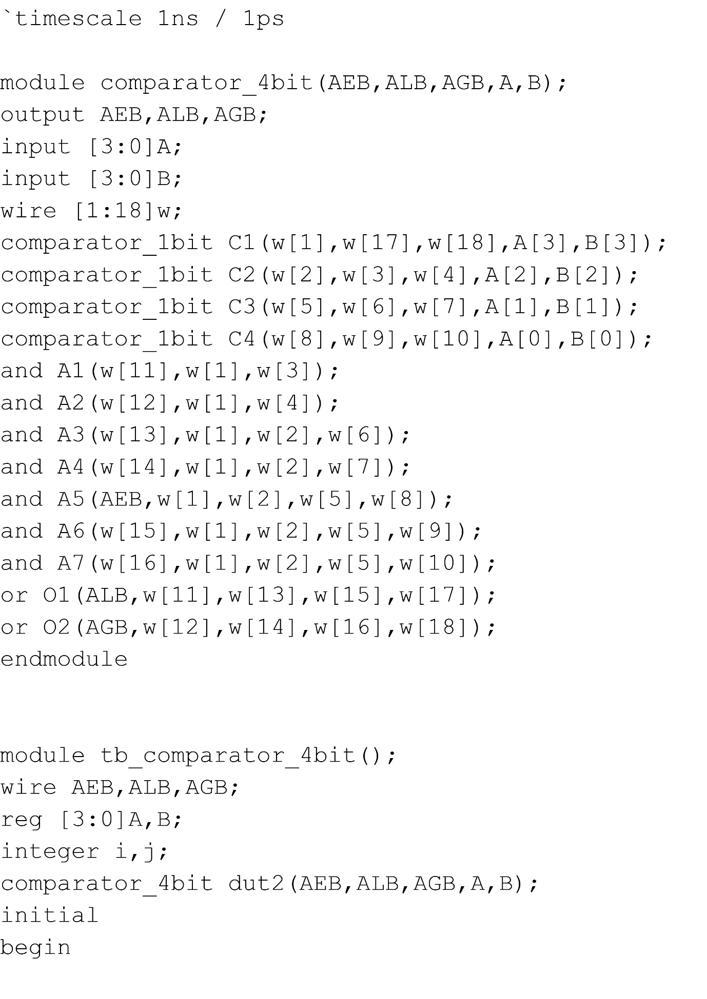 `timescale 1ns / 1ps
module comparator_4bit(AEB,ALB,AGB,A,B);
output AEB,ALB,AGB;
input [3:0]A;
input [3:0]B;
wire [1:18]w;
comparator_1bit C1(w[1],w[17],w[18],A[3],B[3]);
comparator_1bit C2(w[2],w[3],w[4],A[2],B[2]);
comparator_1bit C3(w[5],w[6],w[7],A[1],B[1]);
comparator_1bit C4(w[8],w[9],w[10],A[0],B[0]);
and A1(w[11],w[1],w[3]);
and A2(w[12],w[1],w[4]);
and A3(w[13],w[1],w[2],w[6]);
and A4(w[14],w[1],w[2],w[7]);
and A5(AEB,w[1],w[2],w[5],w[8]);
and A6(w[15],w[1],w[2],w[5],w[9]);
and A7(w[16],w[1],w[2],w[5],w[10]);
or O1(ALB,w[11],w[13],w[15],w[17]);
or O2(AGB,w[12],w[14],w[16],w[18]);
endmodule
module tb_comparator_4bit();
wire AEB,ALB,AGB;
reg [3:0]A,B;
integer i,j;
comparator_4bit dut2(AEB,ALB,AGB,A,B);
initial
begin